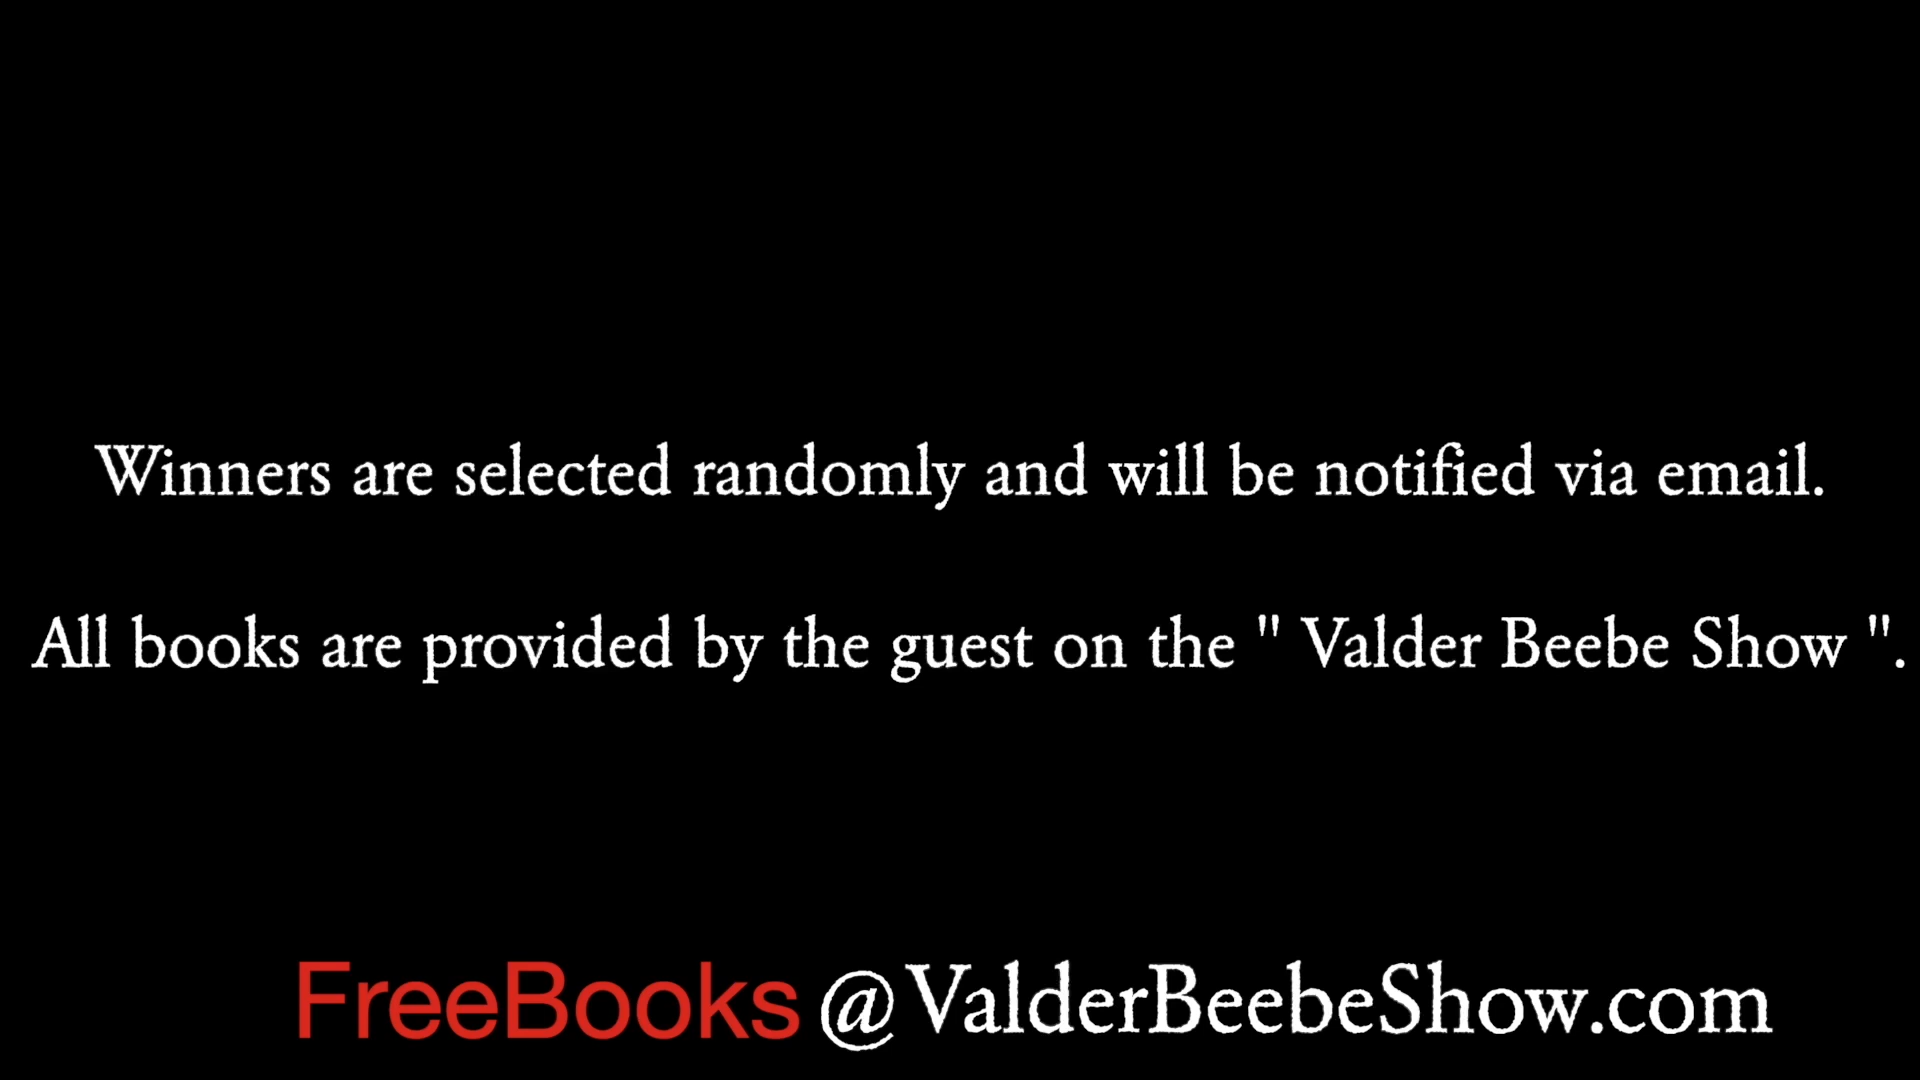 Winners are selected randomly and will be notified via email.
All books are provided by the guest on the " Valder Beebe Show ".
FreeBooks @ValderBeebeShow.com